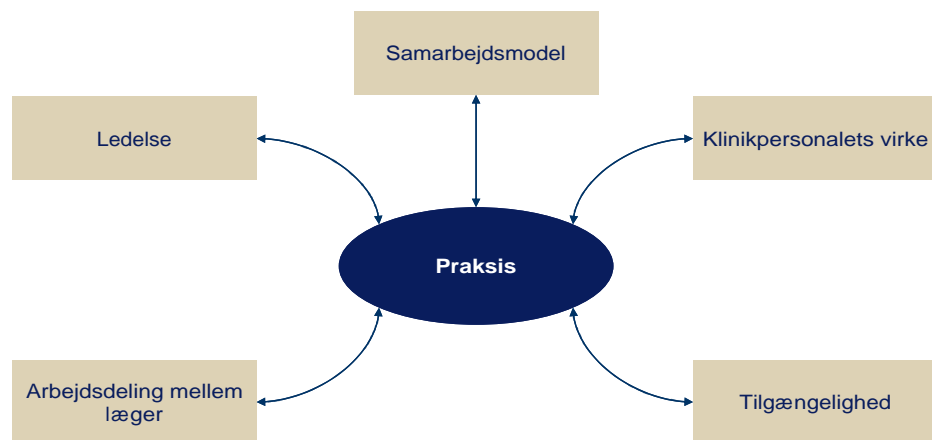 Samarbejdsmodel
Ledelse
Klinikpersonalets virke
Praksis
Arbejdsdeling mellem
læger
Tilgængelighed